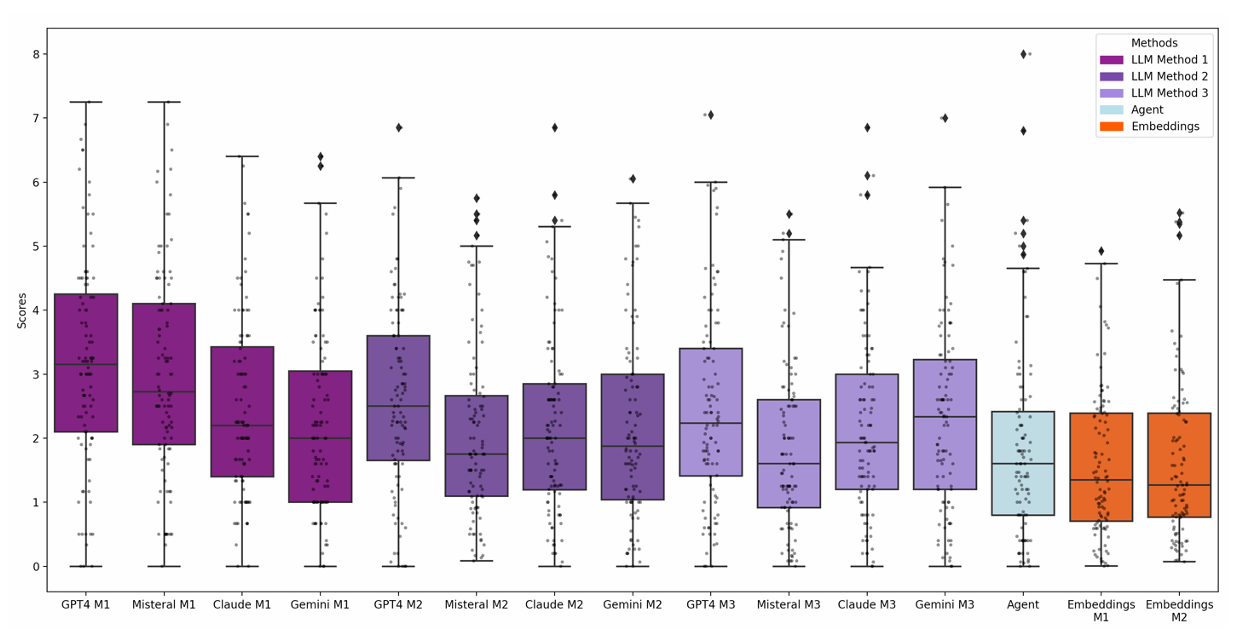 8
7
6
5
4
3
2
1
0
Scores
Methods
LLM Method 1
LLM Method 2
LLM Method 3
Agent
Embeddings
GPT4 M1
Misteral M1
Claude M1
Gemini M1
GPT4 M2
Misteral M2
Claude M2
Gemini M2
GPT4 M3
Misteral M3
Claude M3
Gemini M3
Agent
Embeddings
M1
Embeddings
M2